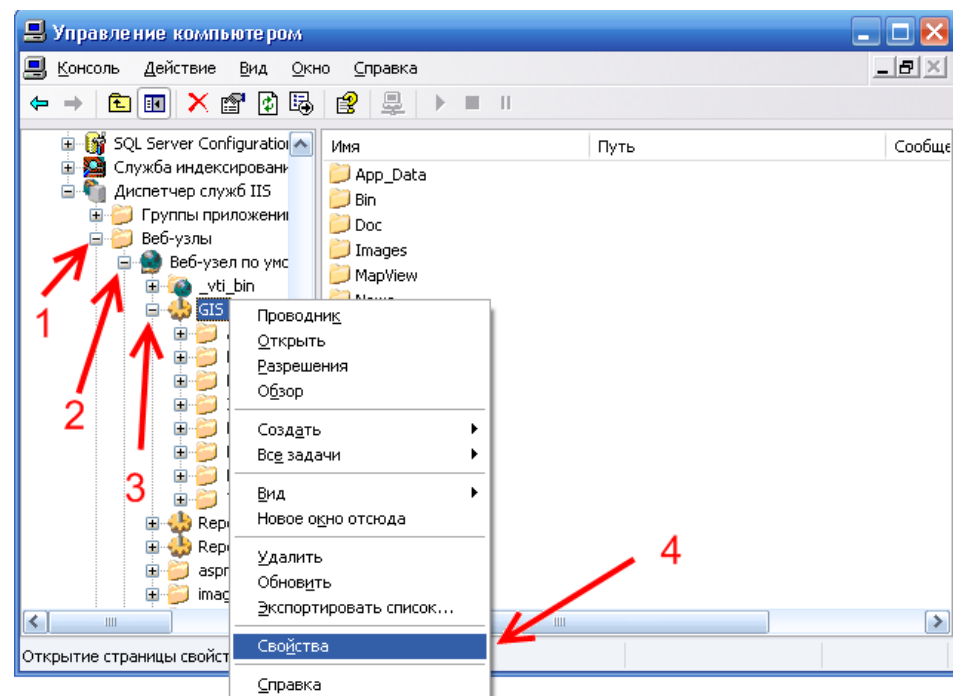 Управление компьютером
Консоль Действие Вид Окно Справка
SQL Server Configuration
Служба индексировани
Диспетчер служб IIS
Группы приложени
Веб-узлы
Веб-узел по умс
_vti_bin
GIS
Repo
Repo
aspn
imag
Имя Путь Сообще
App_Data
Bin
Doc
Images
MapView
News
Проводник
Открыть
Разрешения
Обзор
Создать
Все задачи
Вид
Новое окно отсюда
Удалить
Обновить
Экспортировать список...
Свойства
Справка
Открытие страницы свойст
1
2
3
4